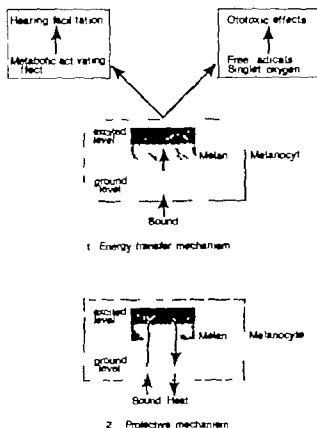 Hearing facilitation
Metabolic activating
effect
Ototoxic effects
Free radicals
Singlet oxygen
excited
level
Melan
Melanocyt
ground
level
Sound
1 Energy transfer mechanism
excited
level
Melan
Melanocyte
ground
level
Sound Heat
2 Protective mechanism